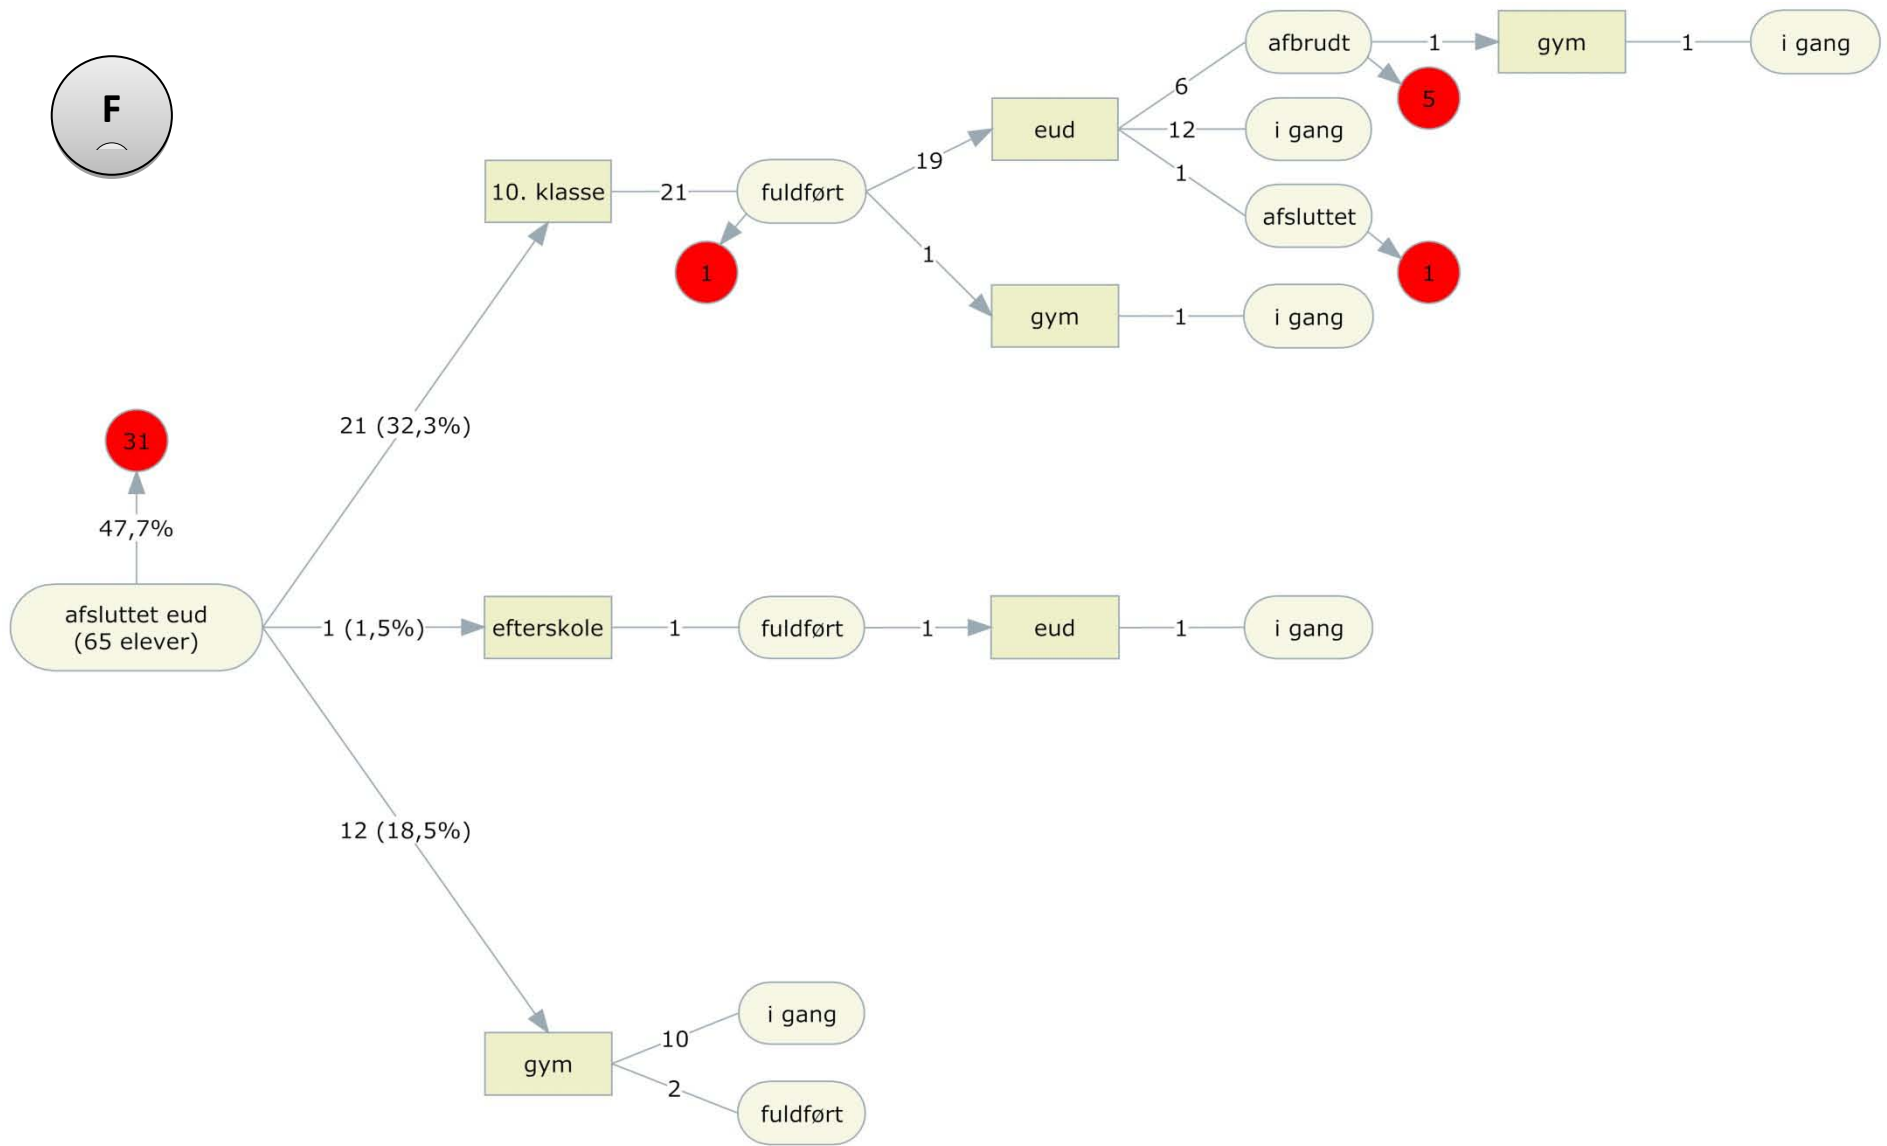 F
afbrudt
1
gym
1
i gang
6
5
eud
12
i gang
19
1
10. klasse
21
fuldført
afsluttet
1
1
1
gym
1
i gang
21 (32,3%)
31
47,7%
afsluttet eud
(65 elever)
1 (1,5%)
efterskole
1
fuldført
1
eud
1
i gang
12 (18,5%)
i gang
10
gym
2
fuldført